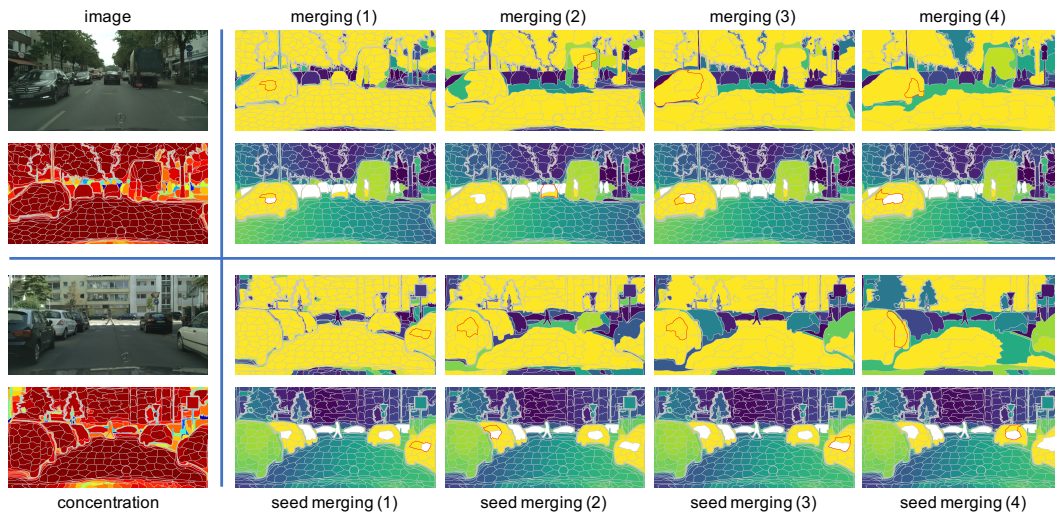 image
merging (1)
merging (2)
merging (3)
merging (4)
concentration
seed merging (1)
seed merging (2)
seed merging (3)
seed merging (4)